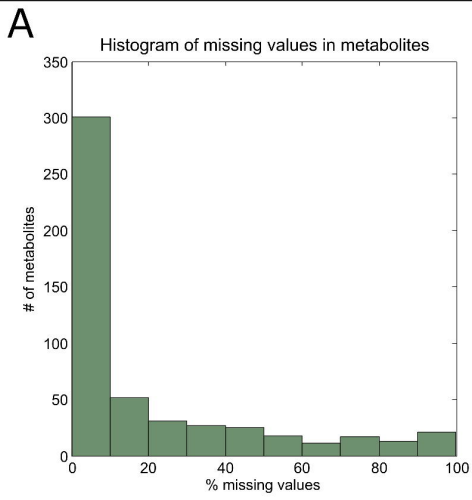 A
Histogram of missing values in metabolites
350
300
250
200
150
100
50
0
# of metabolites
0 20 40 60 80 100
% missing values